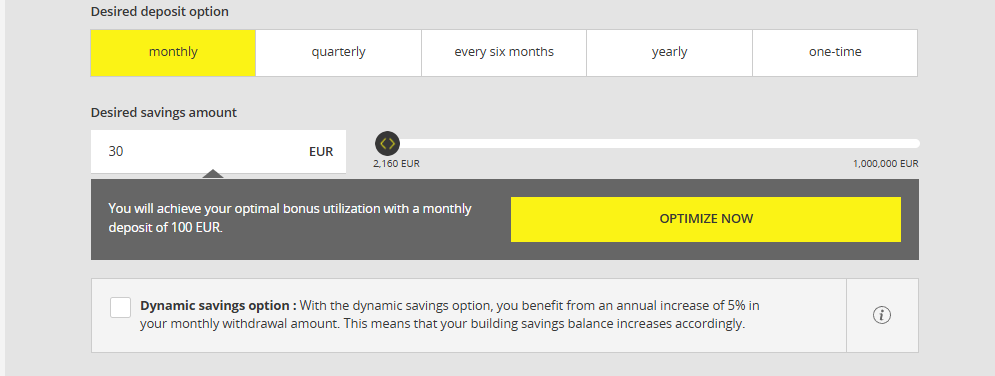 Desired deposit option
monthly
quarterly
every six months
yearly
one-time
Desired savings amount
30 EUR
2,160 EUR
1,000,000 EUR
You will achieve your optimal bonus utilization with a monthly
deposit of 100 EUR.
OPTIMIZE NOW
Dynamic savings option : With the dynamic savings option, you benefit from an annual increase of 5% in
your monthly withdrawal amount. This means that your building savings balance increases accordingly.
i